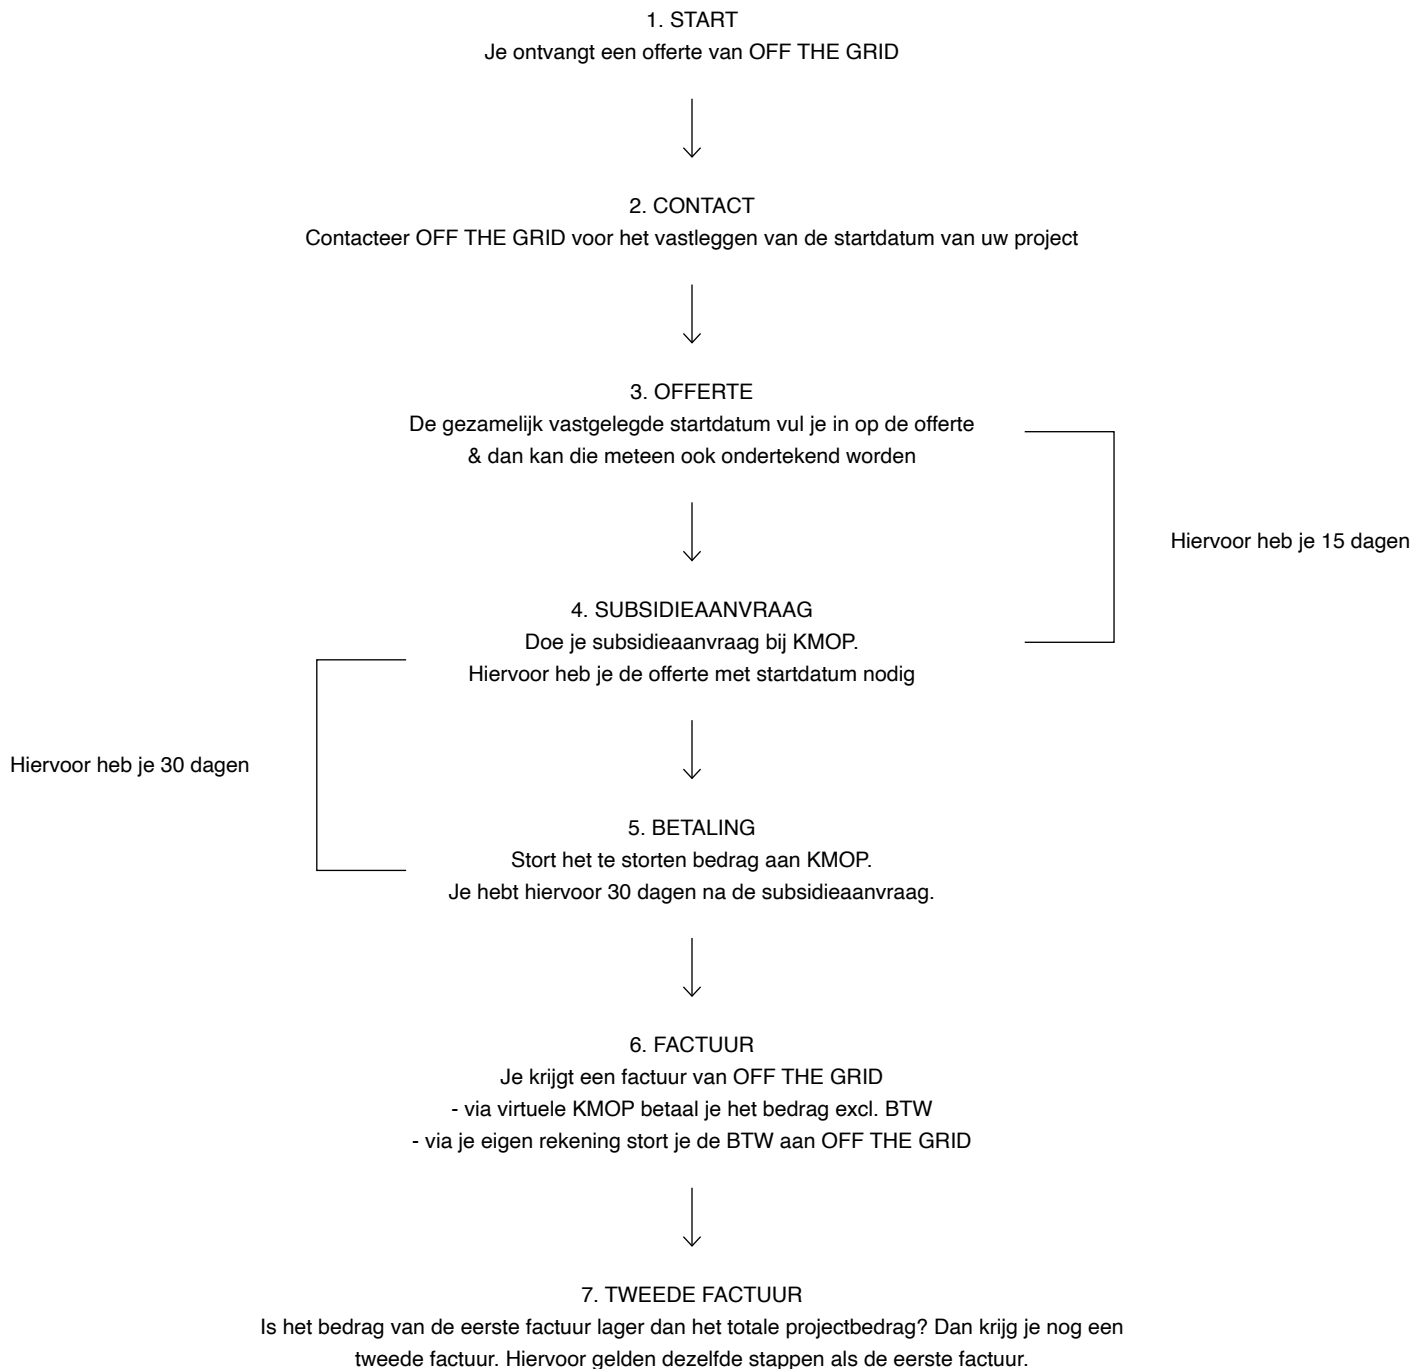 1. START
Je ontvangt een offerte van OFF THE GRID
2. CONTACT
Contacteer OFF THE GRID voor het vastleggen van de startdatum van uw project
3. OFFERTE
De gezamelijk vastgelegde startdatum vul je in op de offerte
& dan kan die meteen ook ondertekend worden
Hiervoor heb je 15 dagen
4. SUBSIDIEAANVRAAG
Doe je subsidieaanvraag bij KMOP.
Hiervoor heb je de offerte met startdatum nodig
Hiervoor heb je 30 dagen
5. BETALING
Stort het te storten bedrag aan KMOP.
Je hebt hiervoor 30 dagen na de subsidieaanvraag.
6. FACTUUR
Je krijgt een factuur van OFF THE GRID
- via virtuele KMOP betaal je het bedrag excl. BTW
- via je eigen rekening stort je de BTW aan OFF THE GRID
7. TWEEDE FACTUUR
Is het bedrag van de eerste factuur lager dan het totale projectbedrag? Dan krijg je nog een
tweede factuur. Hiervoor gelden dezelfde stappen als de eerste factuur.